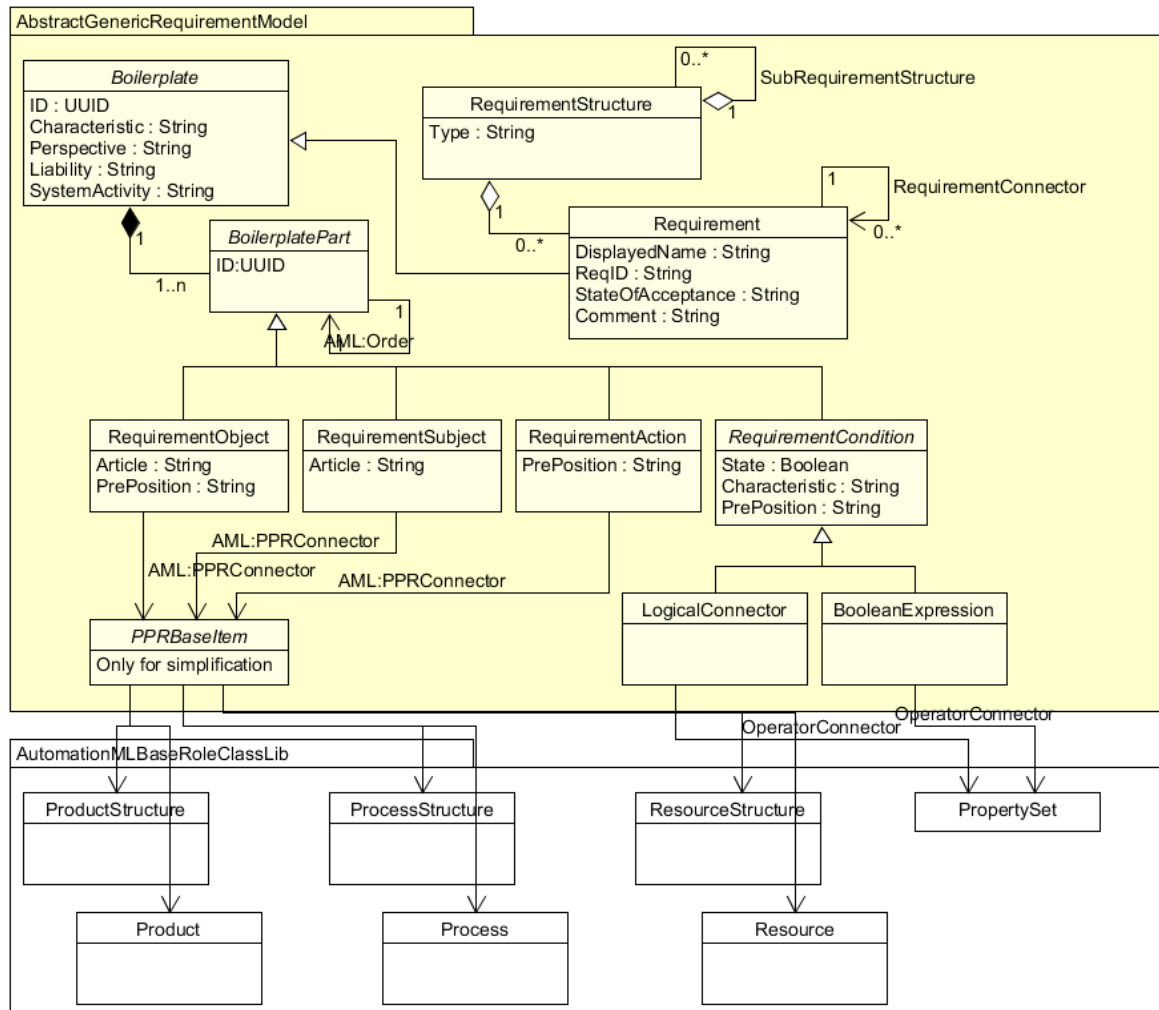 AbstractGenericRequirementModel
Boilerplate
ID : UUID
Characteristic : String
Perspective : String
Liability : String
SystemActivity : String
1
1..n
BoilerplatePart
ID:UUID
1
AML:Order
RequirementStructure
Type : String
0..*
SubRequirementStructure
1
1
0..*
Requirement
DisplayedName : String
ReqID : String
StateOfAcceptance : String
Comment : String
1
RequirementConnector
0..*
RequirementObject
Article : String
PrePosition : String
RequirementSubject
Article : String
RequirementAction
PrePosition : String
RequirementCondition
State : Boolean
Characteristic : String
PrePosition : String
AML:PPRConnector
AML:PPRConnector
AML:PPRConnector
PPRBaseItem
Only for simplification
LogicalConnector
BooleanExpression
OperatorConnector
OperatorConnector
AutomationMLBaseRoleClassLib
ProductStructure
ProcessStructure
ResourceStructure
PropertySet
Product
Process
Resource